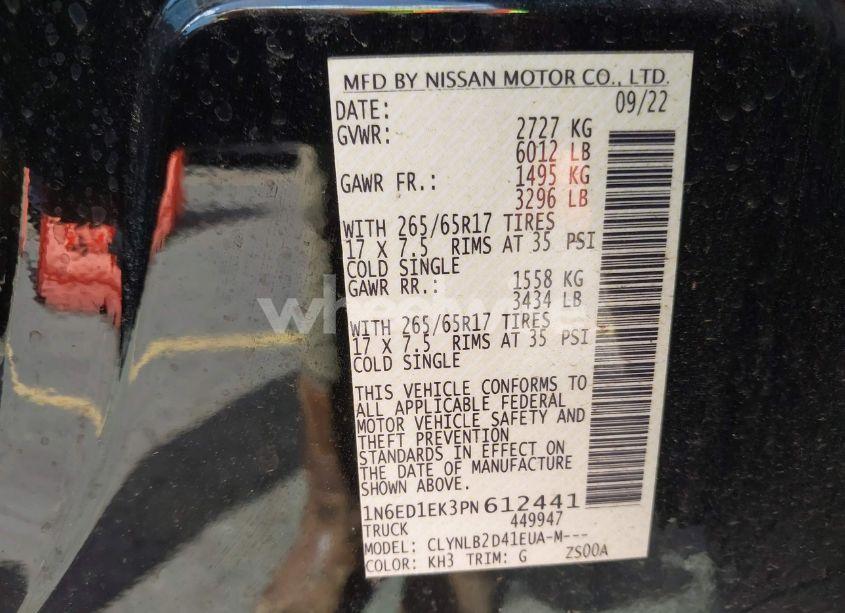 MFD BY NISSAN MOTOR CO., LTD.
DATE: 09/22
GVWR: 2727 KG
6012 LB
GAWR FR.: 1495 KG
3296 LB
WITH 265/65R17 TIRES
17 X 7.5 RIMS AT 35 PSI
COLD SINGLE
GAWR RR.: 1558 KG
3434 LB
WITH 265/65R17 TIRES
17 X 7.5 RIMS AT 35 PSI
COLD SINGLE
THIS VEHICLE CONFORMS TO
ALL APPLICABLE FEDERAL
MOTOR VEHICLE SAFETY AND
THEFT PREVENTION
STANDARDS IN EFFECT ON
THE DATE OF MANUFACTURE
SHOWN ABOVE.
1N6ED1EK3PN612441
TRUCK 449947
MODEL: CLYNLB2D41EUA-M---
COLOR: KH3 TRIM: G ZS00A